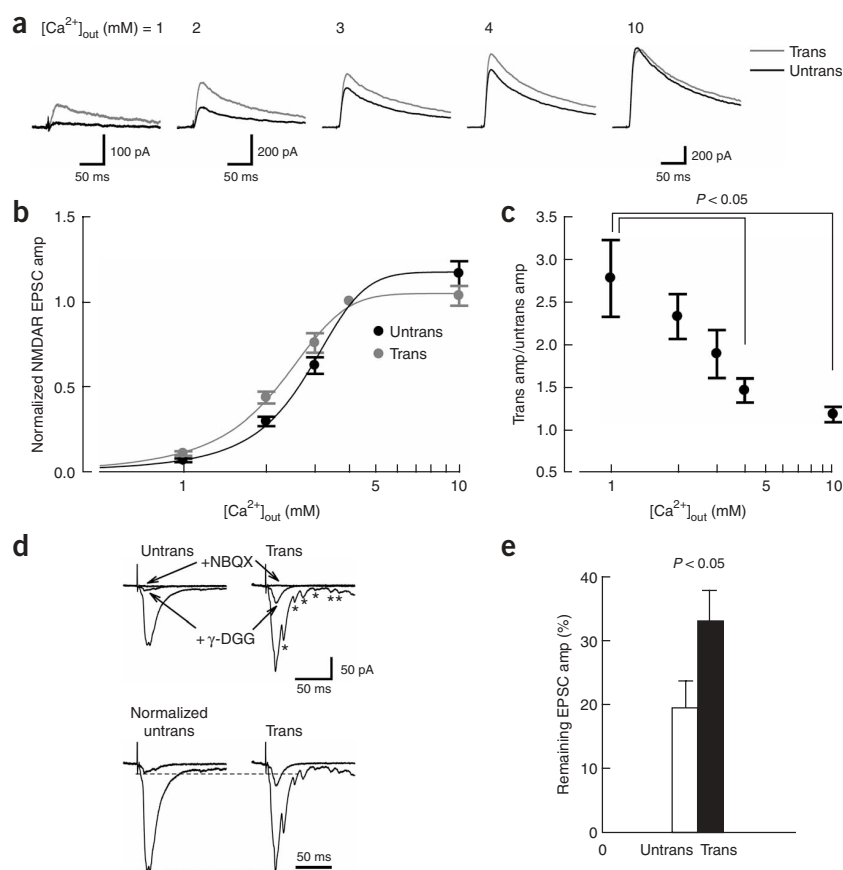 a
[Ca2+]out (mM) = 1 2 3 4 10
Trans
Untrans
100 pA
50 ms
200 pA
50 ms
200 pA
50 ms
b
Normalized NMDAR EPSC amp
1.5
1.0
0.5
0.0
Untrans
Trans
1 5 10
[Ca2+]out (mM)
c
P < 0.05
Trans amp/untrans amp
3.5
3.0
2.5
2.0
1.5
1.0
0.5
1 5 10
[Ca2+]out (mM)
d
Untrans Trans
+NBQX
+ γ-DGG
* * * * * *
50 pA
50 ms
Normalized
untrans
Trans
50 ms
e
P < 0.05
Remaining EPSC amp (%)
40
30
20
10
0
0 Untrans Trans